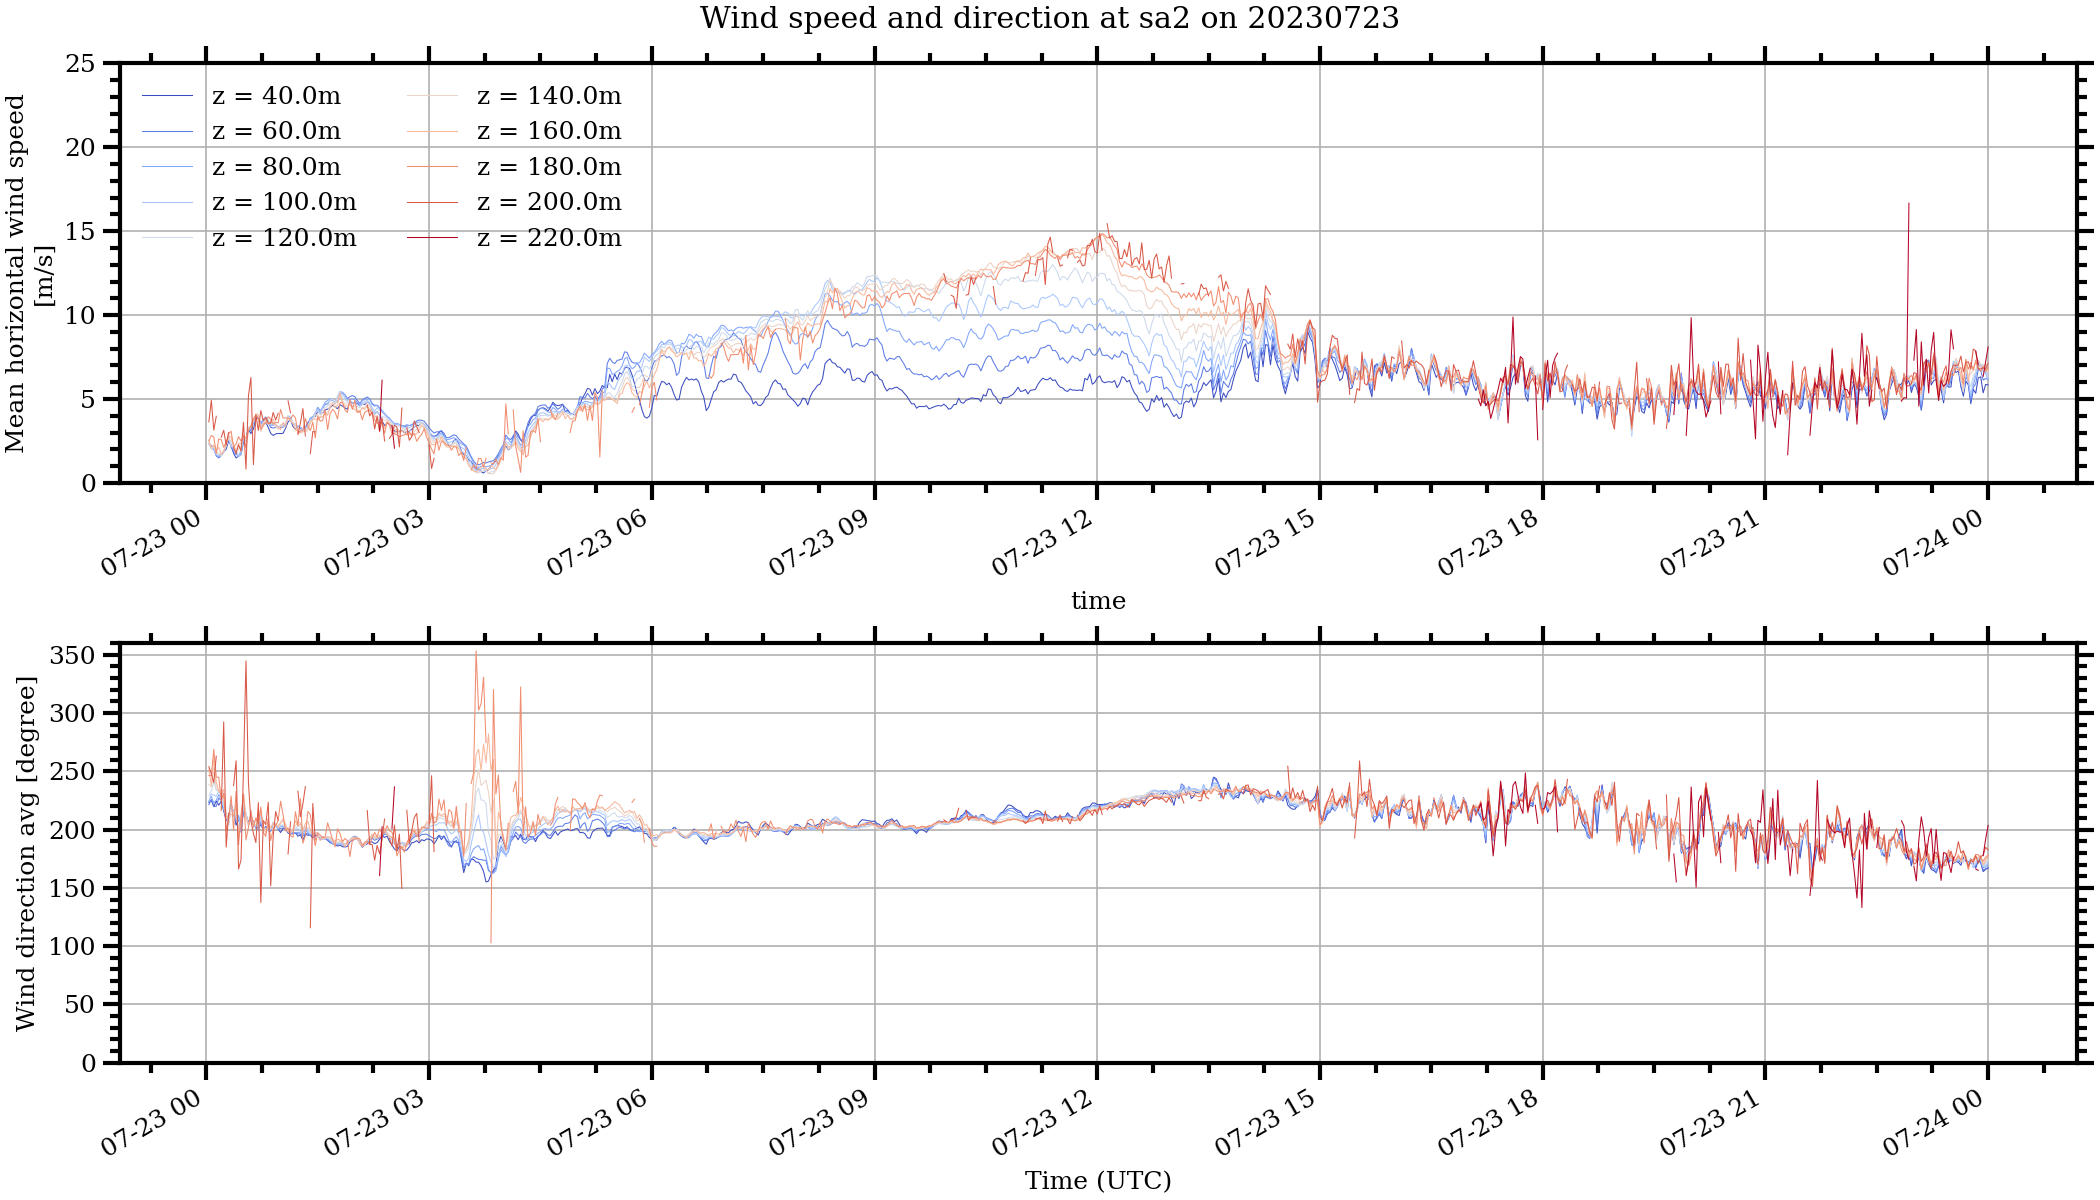 Wind speed and direction at sa2 on 20230723
Mean horizontal wind speed
[m/s]
25
20
15
10
5
0
z = 40.0m
z = 60.0m
z = 80.0m
z = 100.0m
z = 120.0m
z = 140.0m
z = 160.0m
z = 180.0m
z = 200.0m
z = 220.0m
07-23 00
07-23 03
07-23 06
07-23 09
07-23 12
07-23 15
07-23 18
07-23 21
07-24 00
time
Wind direction avg [degree]
350
300
250
200
150
100
50
0
07-23 00
07-23 03
07-23 06
07-23 09
07-23 12
07-23 15
07-23 18
07-23 21
07-24 00
Time (UTC)